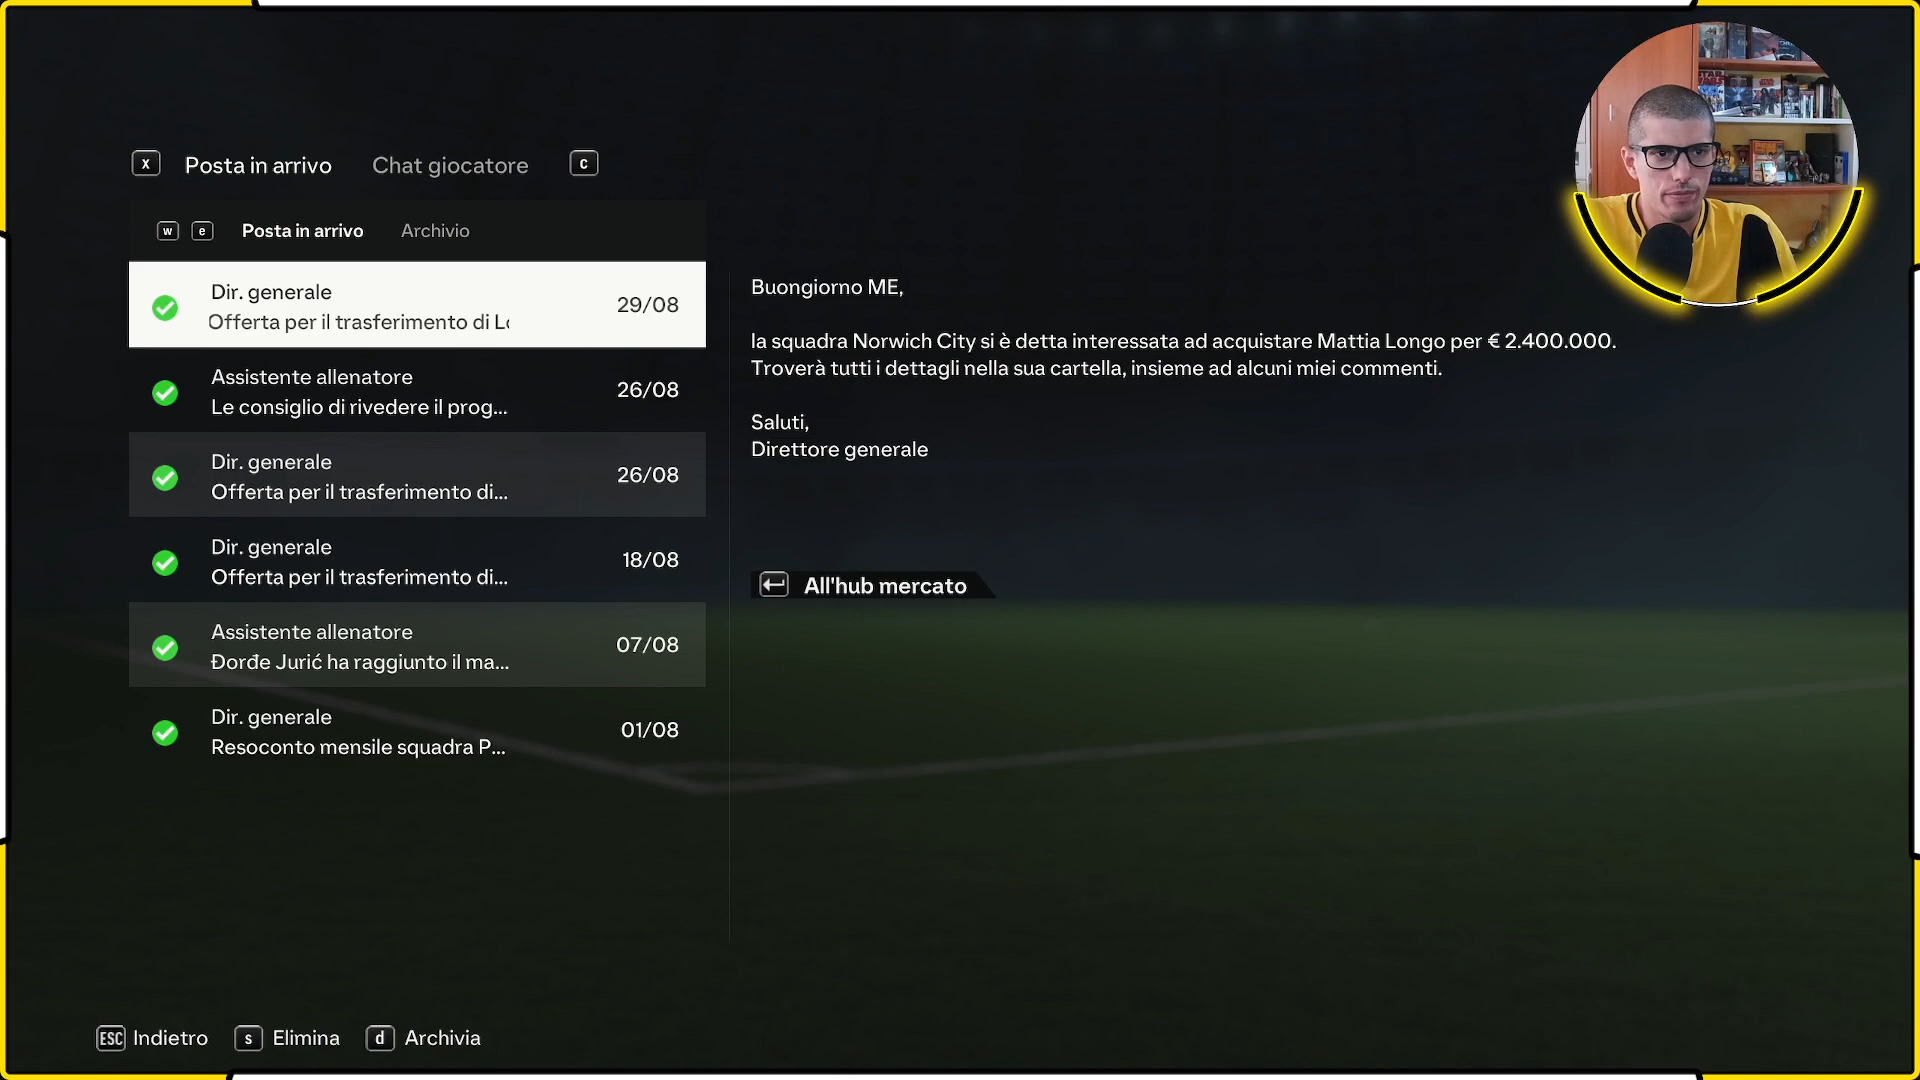 X Posta in arrivo Chat giocatore C
w e Posta in arrivo Archivio
Dir. generale
Offerta per il trasferimento di Lo
29/08
Assistente allenatore
Le consiglio di rivedere il prog...
26/08
Dir. generale
Offerta per il trasferimento di...
26/08
Dir. generale
Offerta per il trasferimento di...
18/08
Assistente allenatore
Đorđe Jurić ha raggiunto il ma...
07/08
Dir. generale
Resoconto mensile squadra P...
01/08
Buongiorno ME,
la squadra Norwich City si è detta interessata ad acquistare Mattia Longo per € 2.400.000.
Troverà tutti i dettagli nella sua cartella, insieme ad alcuni miei commenti.
Saluti,
Direttore generale
All'hub mercato
ESC Indietro s Elimina d Archivia
STAR WARS